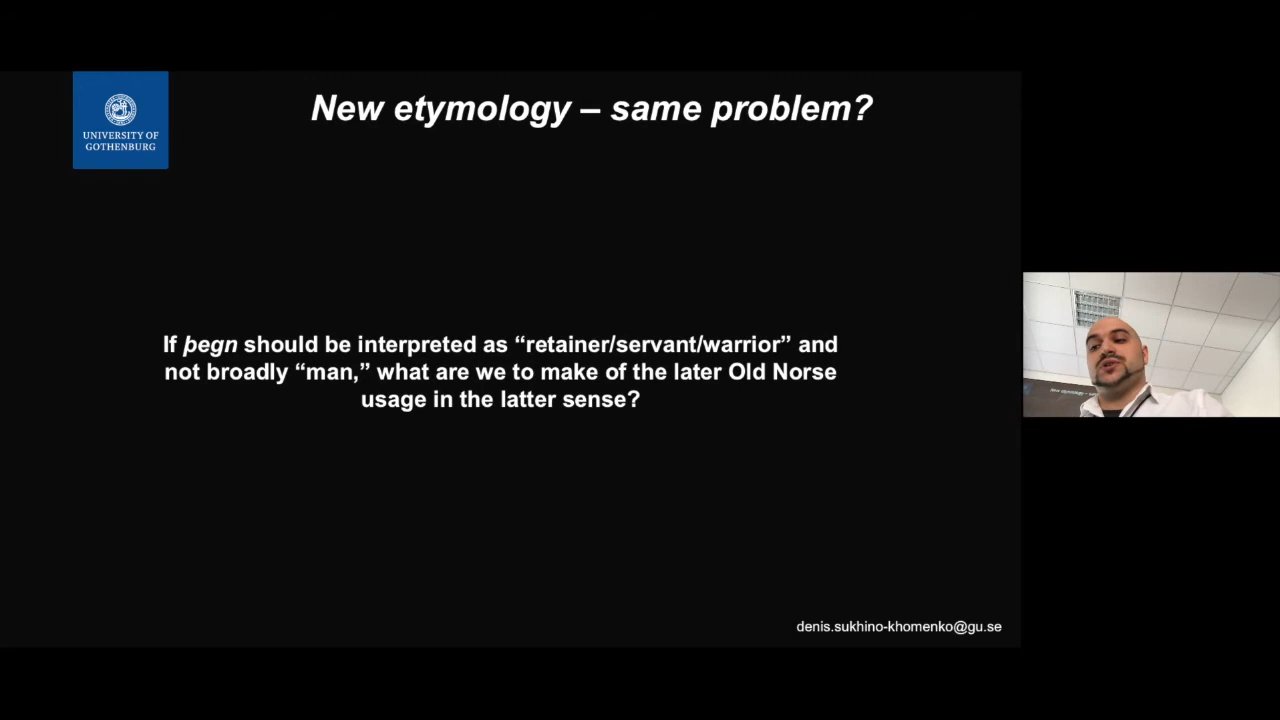 UNIVERSITY OF
GOTHENBURG
New etymology – same problem?
If þegn should be interpreted as “retainer/servant/warrior” and
not broadly “man,” what are we to make of the later Old Norse
usage in the latter sense?
denis.sukhino-khomenko@gu.se